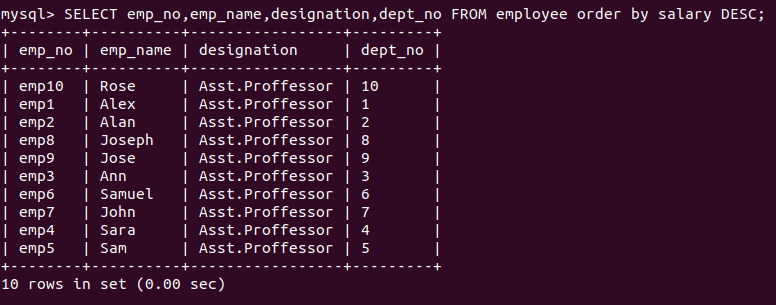 mysql> SELECT emp_no,emp_name,designation,dept_no FROM employee order by salary DESC;
+--------+----------+-----------------+---------+
| emp_no | emp_name | designation     | dept_no |
+--------+----------+-----------------+---------+
| emp10  | Rose     | Asst.Proffessor | 10      |
| emp1   | Alex     | Asst.Proffessor | 1       |
| emp2   | Alan     | Asst.Proffessor | 2       |
| emp8   | Joseph   | Asst.Proffessor | 8       |
| emp9   | Jose     | Asst.Proffessor | 9       |
| emp3   | Ann      | Asst.Proffessor | 3       |
| emp6   | Samuel   | Asst.Proffessor | 6       |
| emp7   | John     | Asst.Proffessor | 7       |
| emp4   | Sara     | Asst.Proffessor | 4       |
| emp5   | Sam      | Asst.Proffessor | 5       |
+--------+----------+-----------------+---------+
10 rows in set (0.00 sec)